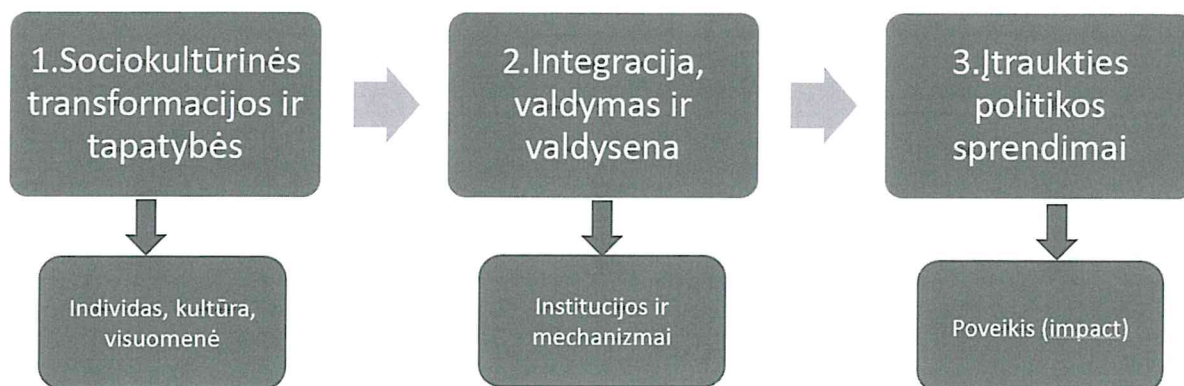 1.Sociokultūrinės
transformacijos ir
tapatybės
2.Integracija,
valdymas ir
valdysena
3.Įtraukties
politikos
sprendimai
Individas, kultūra,
visuomenė
Institucijos ir
mechanizmai
Poveikis (impact)